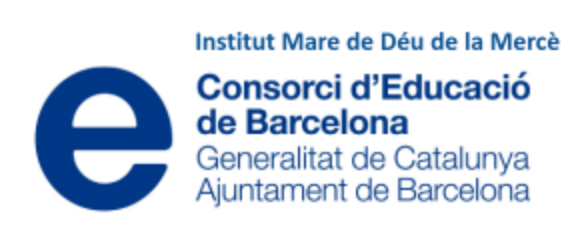 Institut Mare de Déu de la Mercè
Consorci d'Educació
de Barcelona
Generalitat de Catalunya
Ajuntament de Barcelona
e